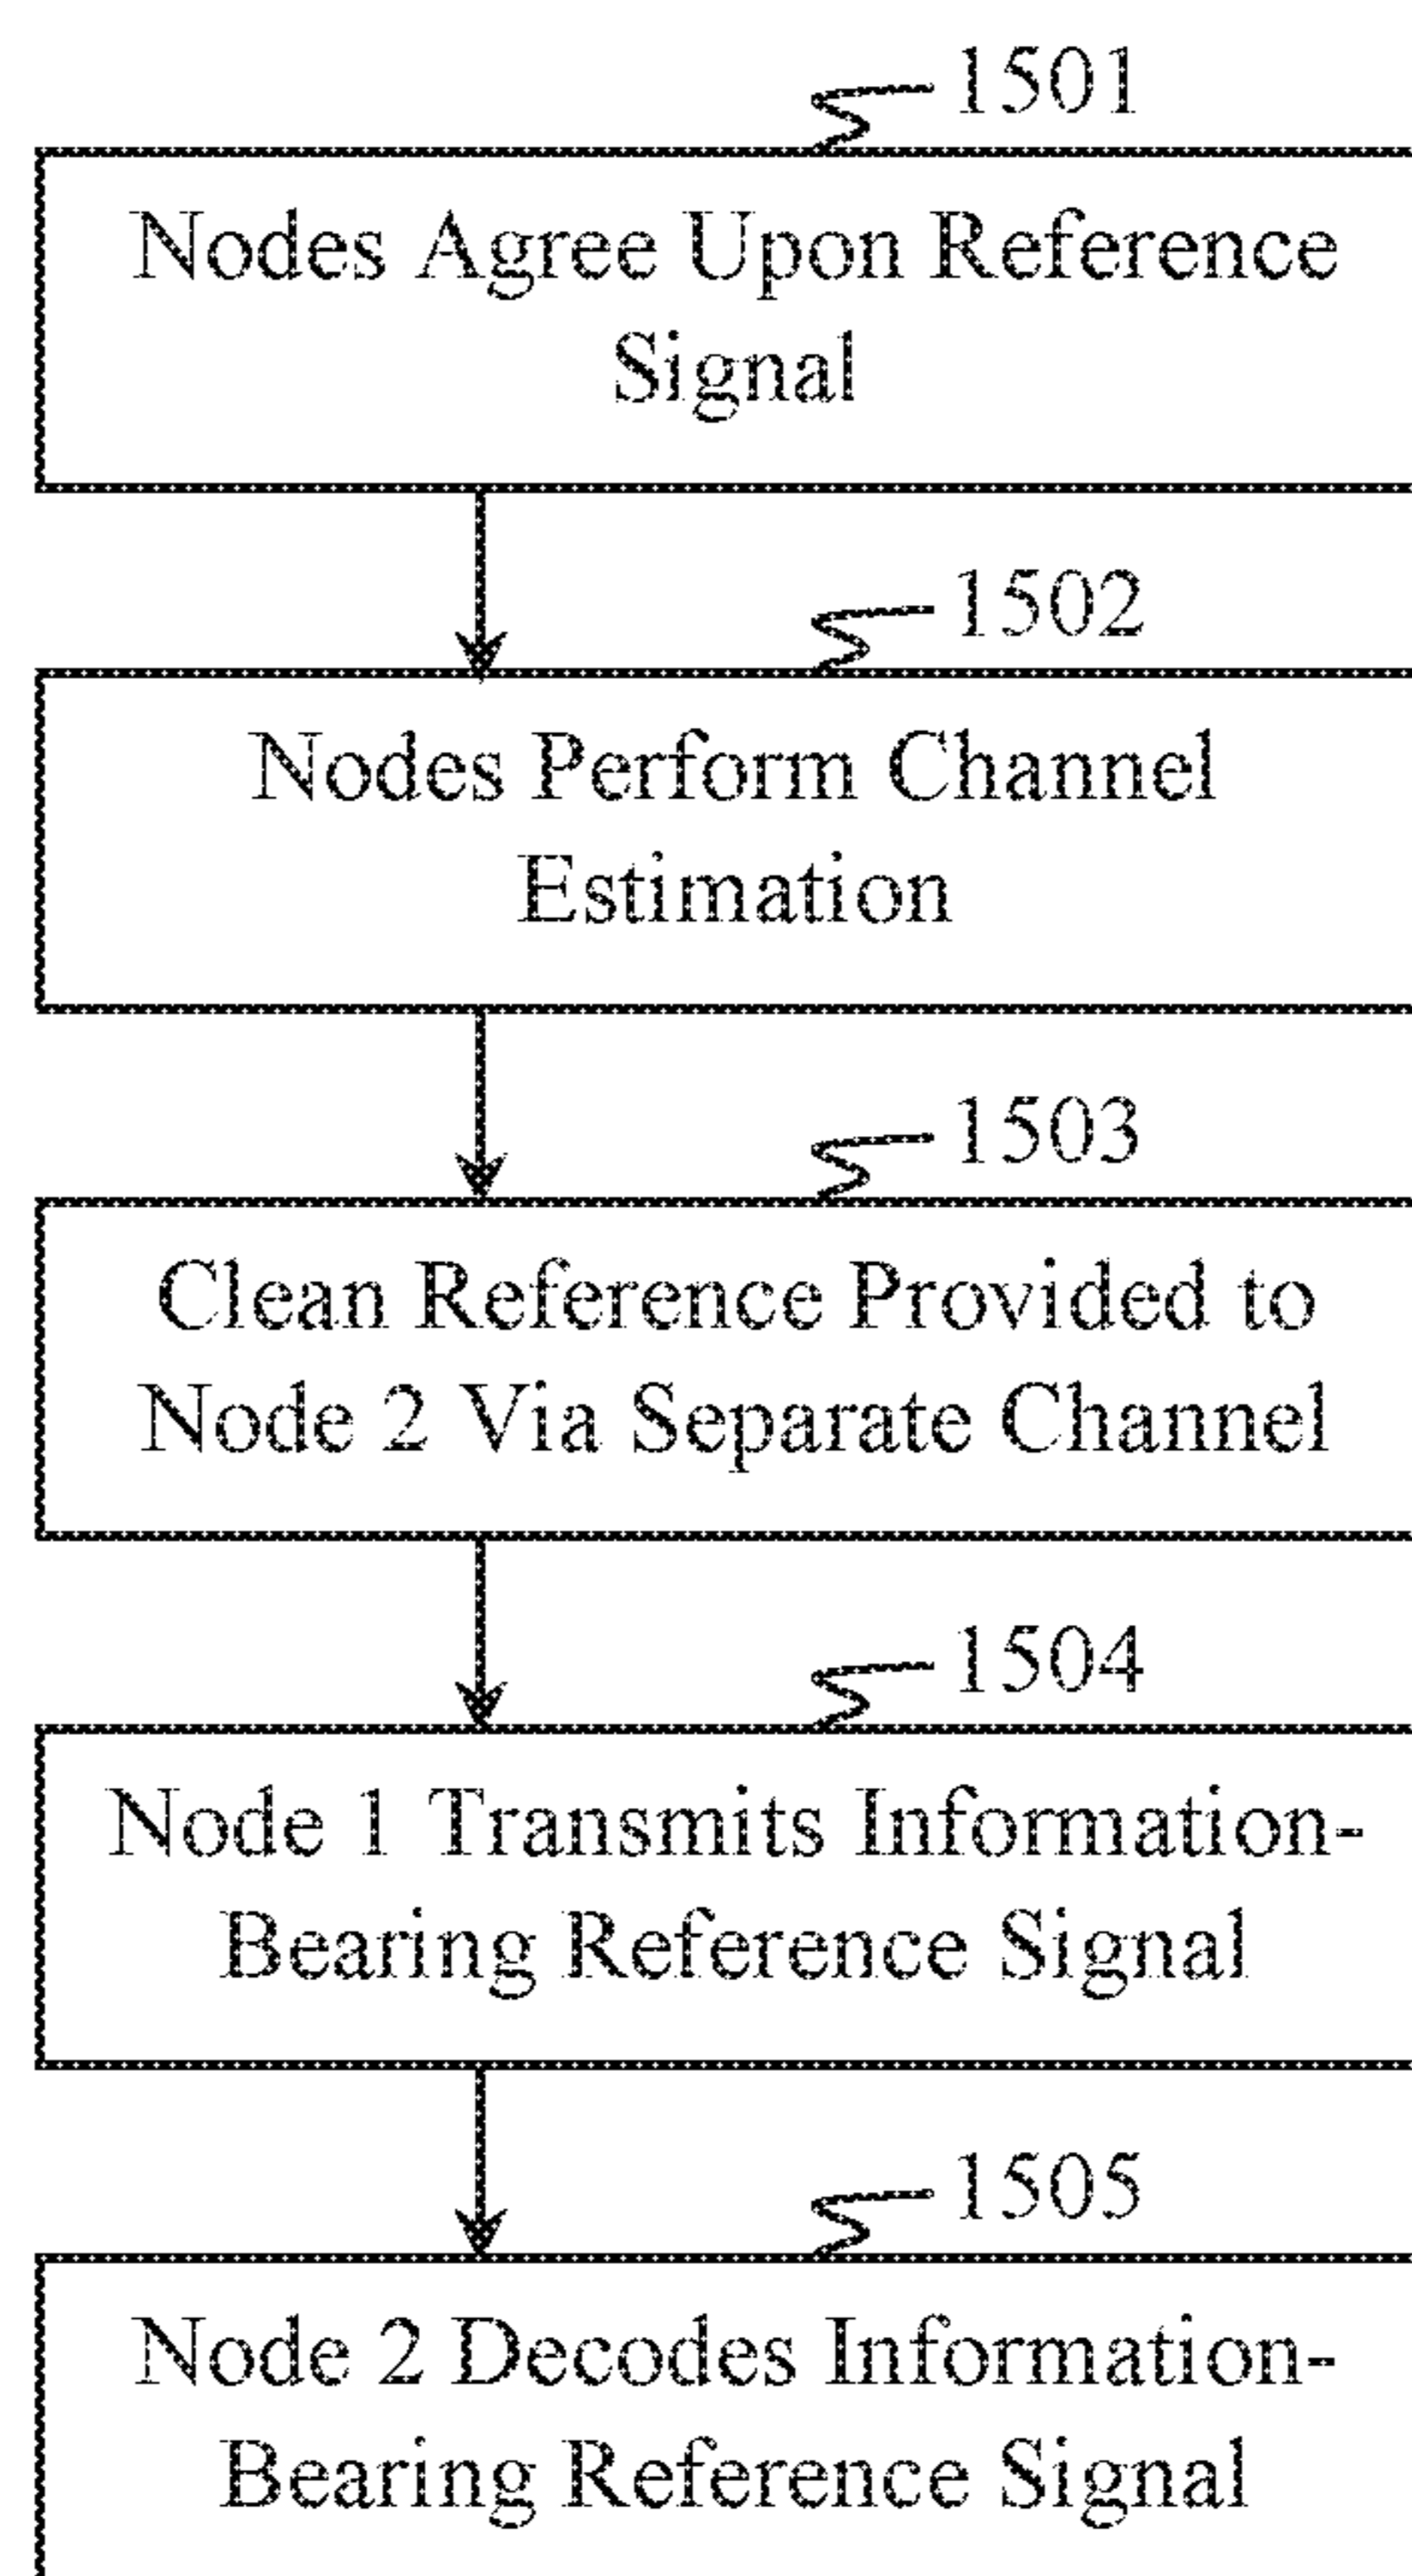 1501
Nodes Agree Upon Reference
Signal
1502
Nodes Perform Channel
Estimation
1503
Clean Reference Provided to
Node 2 Via Separate Channel
1504
Node 1 Transmits Information-
Bearing Reference Signal
1505
Node 2 Decodes Information-
Bearing Reference Signal